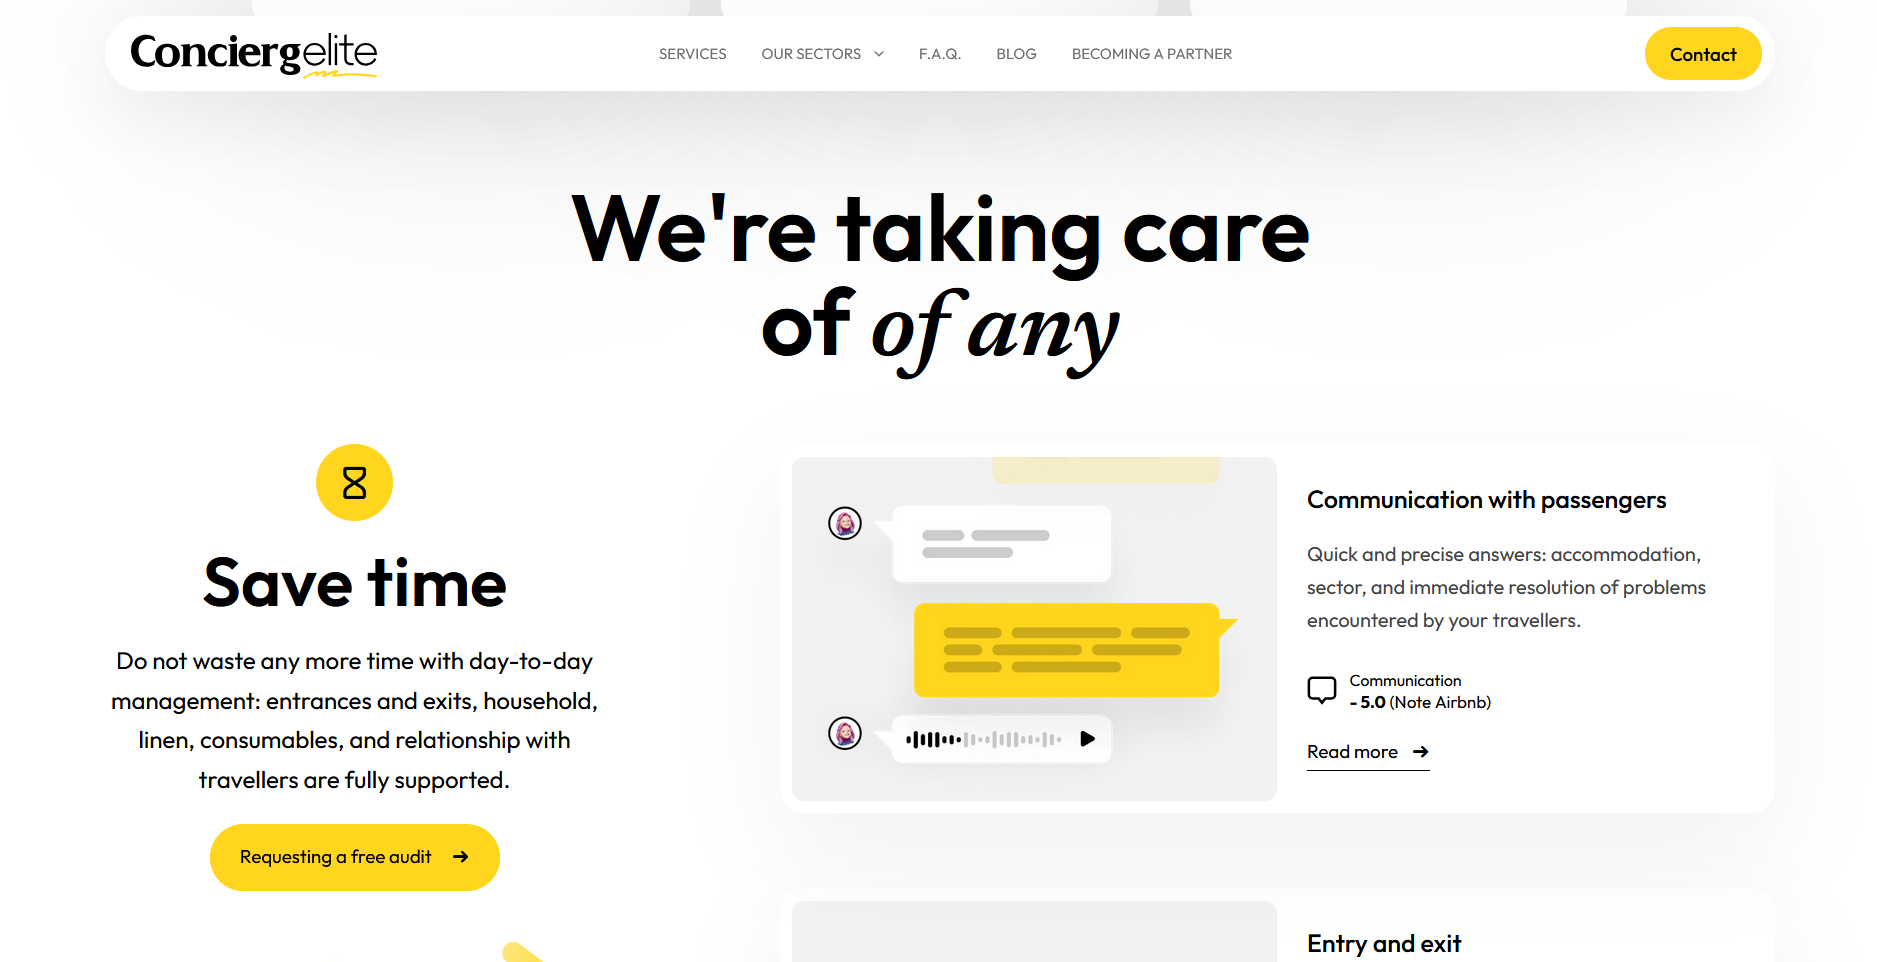 Conciergelite
SERVICES
OUR SECTORS
F.A.Q.
BLOG
BECOMING A PARTNER
Contact
We're taking care
of of any
Save time
Do not waste any more time with day-to-day
management: entrances and exits, household,
linen, consumables, and relationship with
travellers are fully supported.
Requesting a free audit
Communication with passengers
Quick and precise answers: accommodation,
sector, and immediate resolution of problems
encountered by your travellers.
Communication
- 5.0 (Note Airbnb)
Read more
Entry and exit